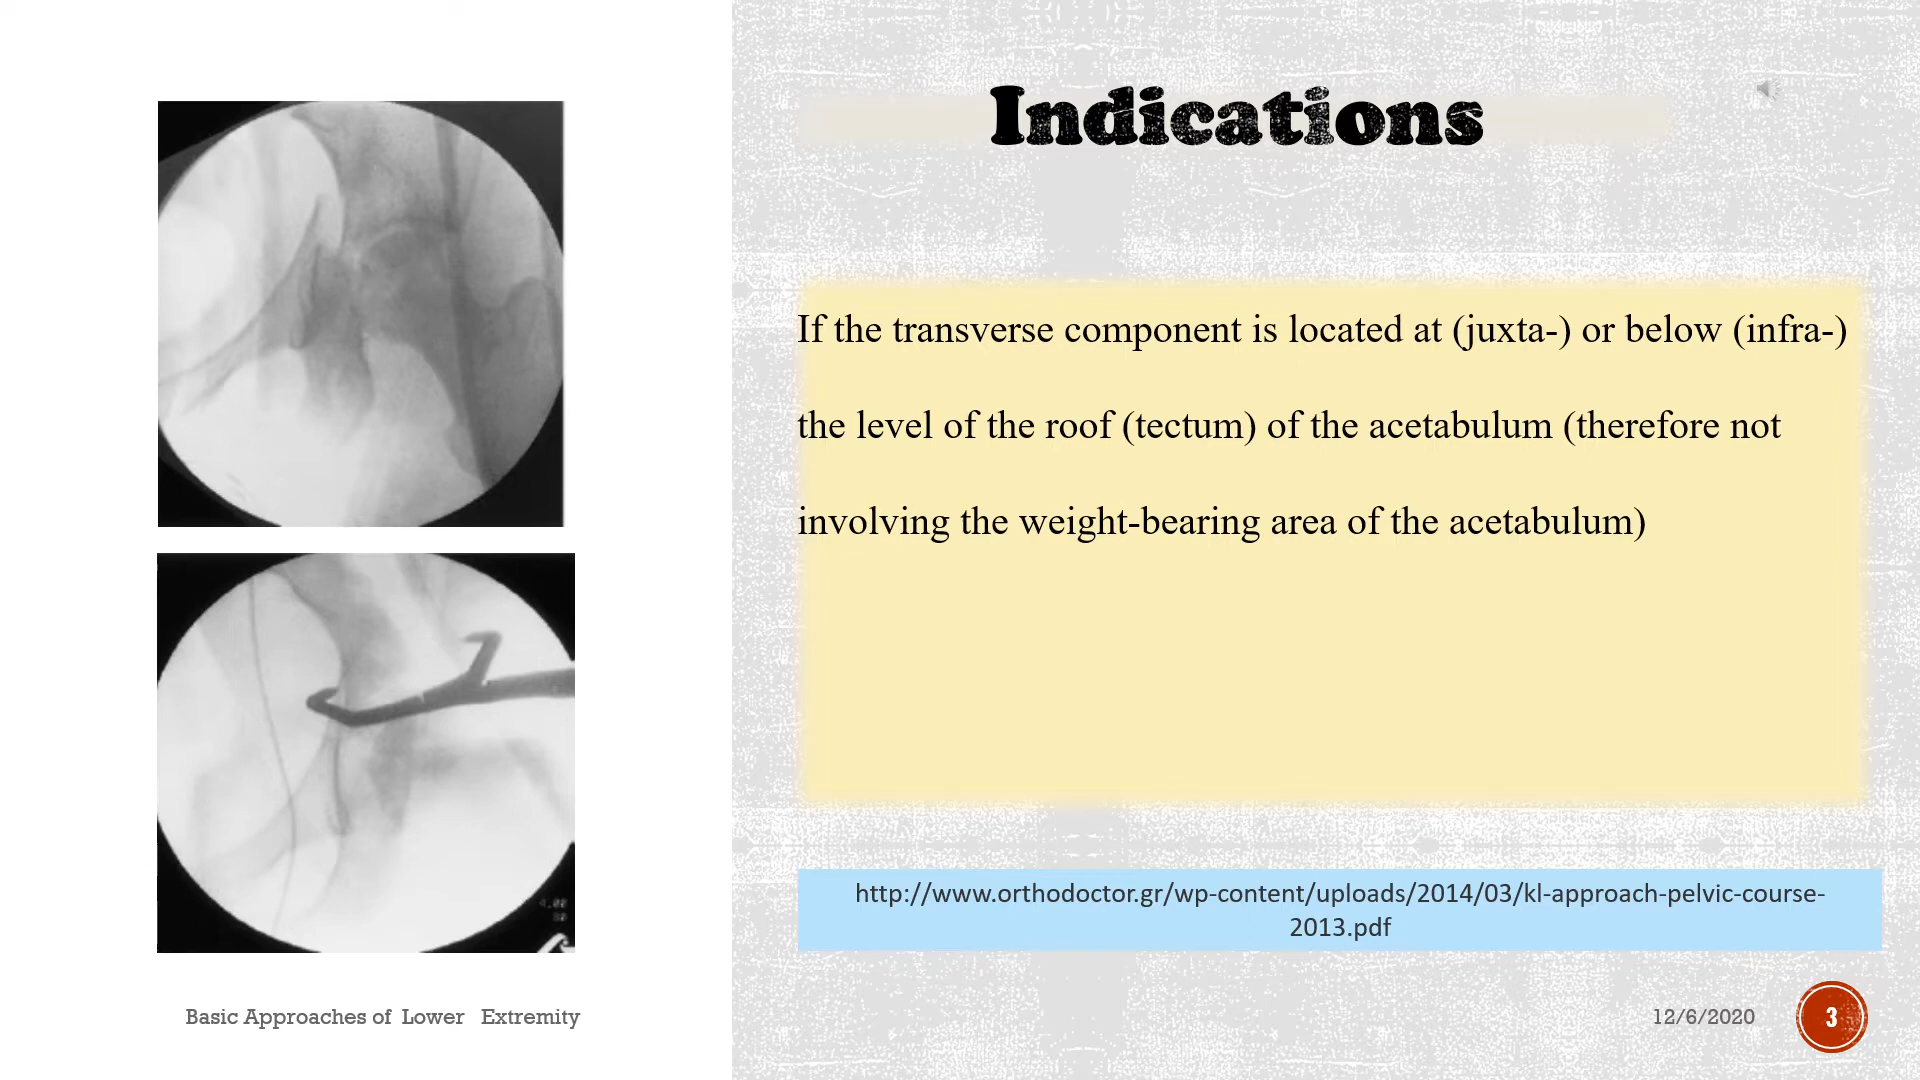 Indications
If the transverse component is located at (juxta-) or below (infra-)
the level of the roof (tectum) of the acetabulum (therefore not
involving the weight-bearing area of the acetabulum)
http://www.orthodoctor.gr/wp-content/uploads/2014/03/kl-approach-pelvic-course-
2013.pdf
Basic Approaches of Lower Extremity
12/6/2020
3